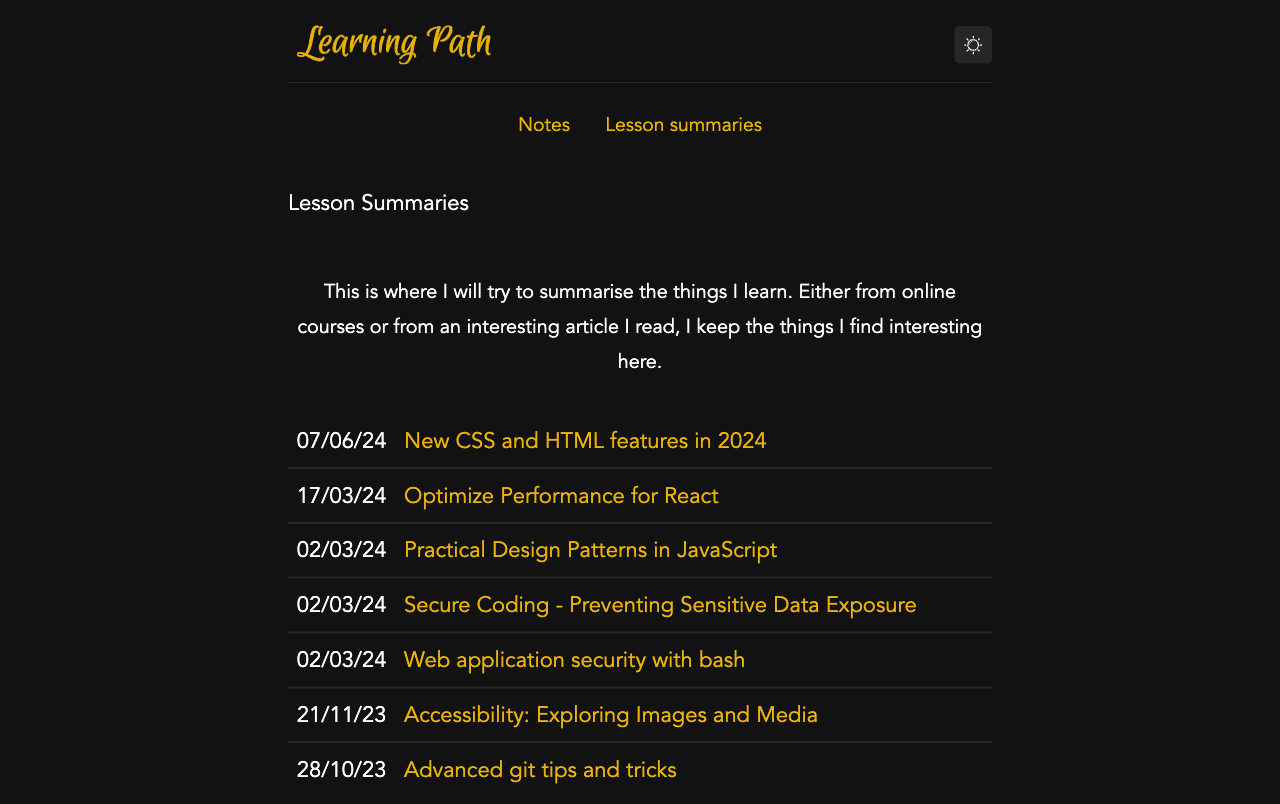 Learning Path
Notes Lesson summaries
Lesson Summaries
This is where I will try to summarise the things I learn. Either from online
courses or from an interesting article I read, I keep the things I find interesting
here.
07/06/24 New CSS and HTML features in 2024
17/03/24 Optimize Performance for React
02/03/24 Practical Design Patterns in JavaScript
02/03/24 Secure Coding - Preventing Sensitive Data Exposure
02/03/24 Web application security with bash
21/11/23 Accessibility: Exploring Images and Media
28/10/23 Advanced git tips and tricks